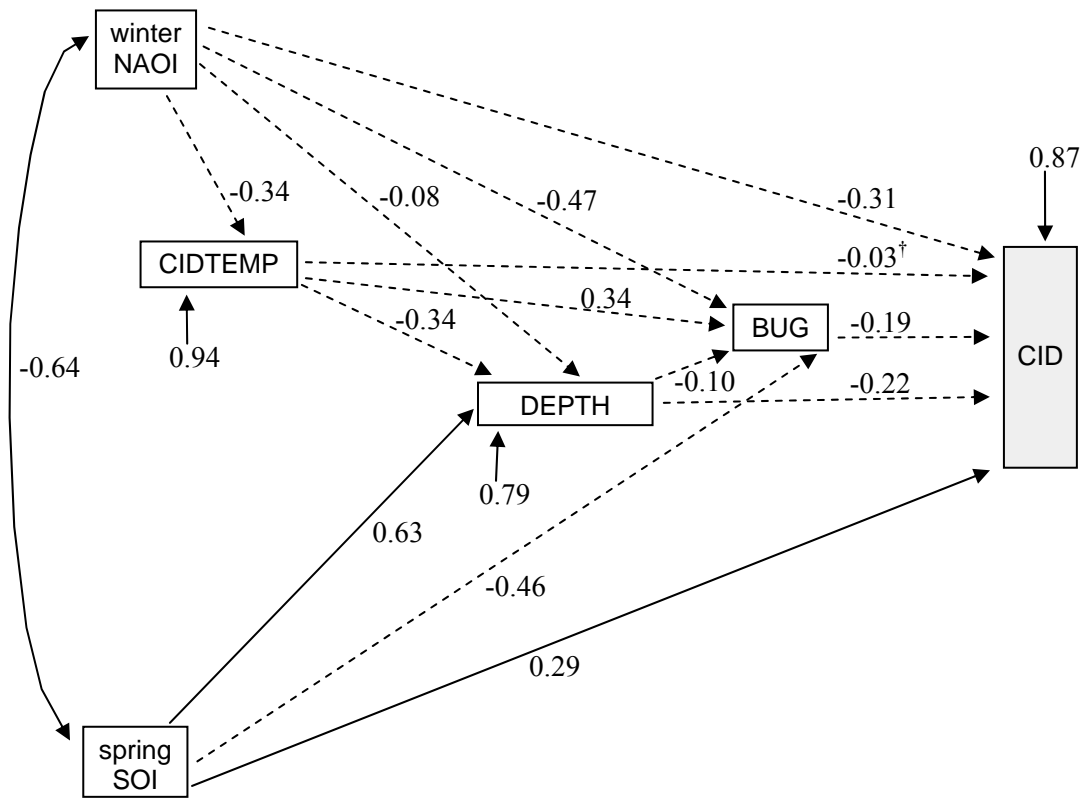 winter
NAOI
0.87
-0.34
-0.08
-0.47
-0.31
CIDTEMP
-0.03†
0.34
-0.34
BUG
-0.19
CID
0.94
-0.64
-0.10
-0.22
DEPTH
0.79
0.63
-0.46
0.29
spring
SOI